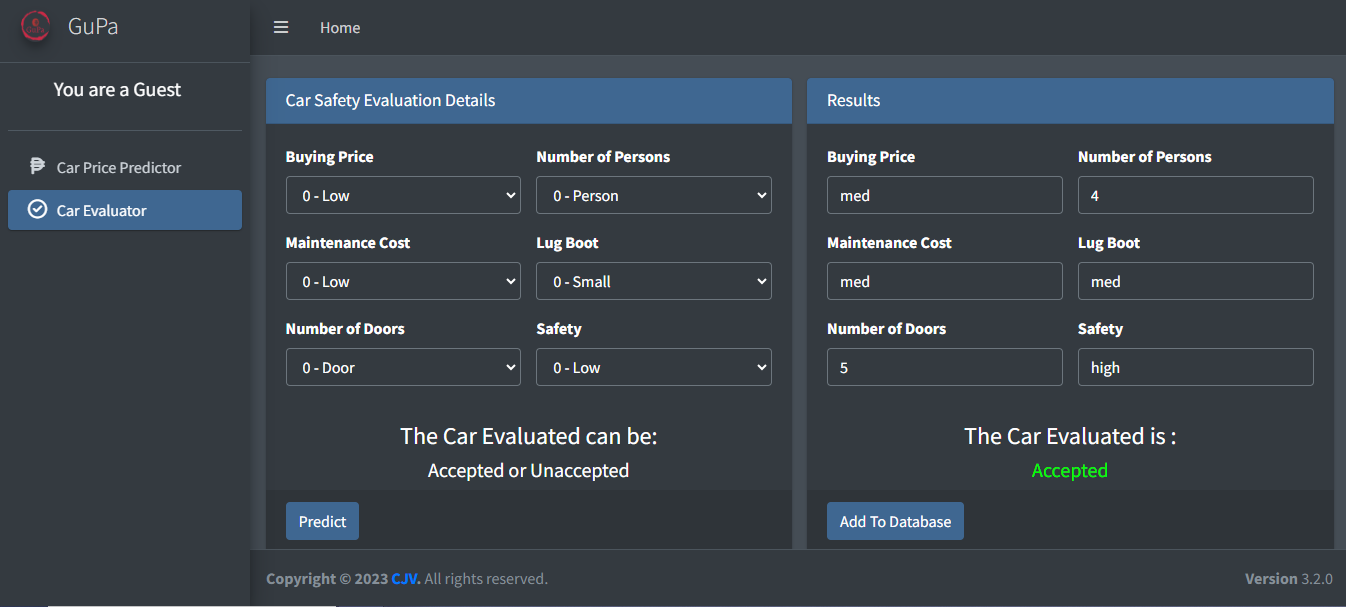 GuPa
Home
You are a Guest
Car Price Predictor
Car Evaluator
Car Safety Evaluation Details
Buying Price
Number of Persons
0 - Low
0 - Person
Maintenance Cost
Lug Boot
0 - Low
0 - Small
Number of Doors
Safety
0 - Door
0 - Low
The Car Evaluated can be:
Accepted or Unaccepted
Predict
Results
Buying Price
Number of Persons
med
4
Maintenance Cost
Lug Boot
med
med
Number of Doors
Safety
5
high
The Car Evaluated is :
Accepted
Add To Database
Copyright © 2023 CJV. All rights reserved.
Version 3.2.0